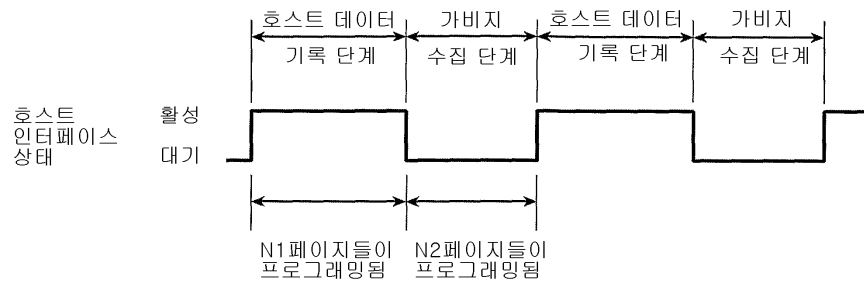 호스트 데이터
기록 단계
가비지
수집 단계
호스트 데이터
기록 단계
가비지
수집 단계
호스트
인터페이스
상태
활성
대기
N1페이지들이
프로그래밍됨
N2페이지들이
프로그래밍됨